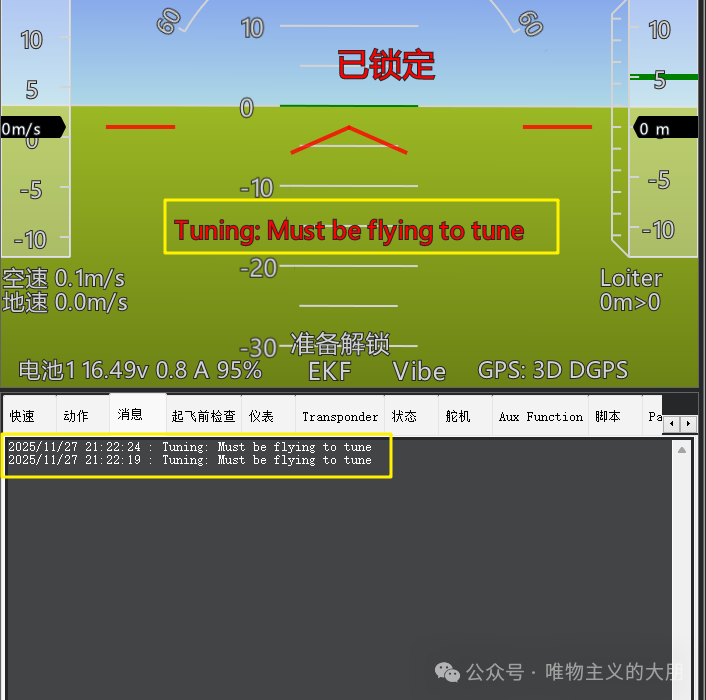 60 60
10 10 10
已锁定
5 5
0
0m/s 0 m
0
-5 -5
-10
Tuning: Must be flying to tune
-10 -10
-20
空速 0.1m/s Loiter
地速 0.0m/s 0m>0
-30 准备解锁
电池1 16.49v 0.8 A 95% EKF Vibe GPS: 3D DGPS
快速 动作 消息 起飞前检查 仪表 Transponder 状态 舵机 Aux Function 脚本 Pa
2025/11/27 21:22:24 : Tuning: Must be flying to tune
2025/11/27 21:22:19 : Tuning: Must be flying to tune
公众号 · 唯物主义的大朋